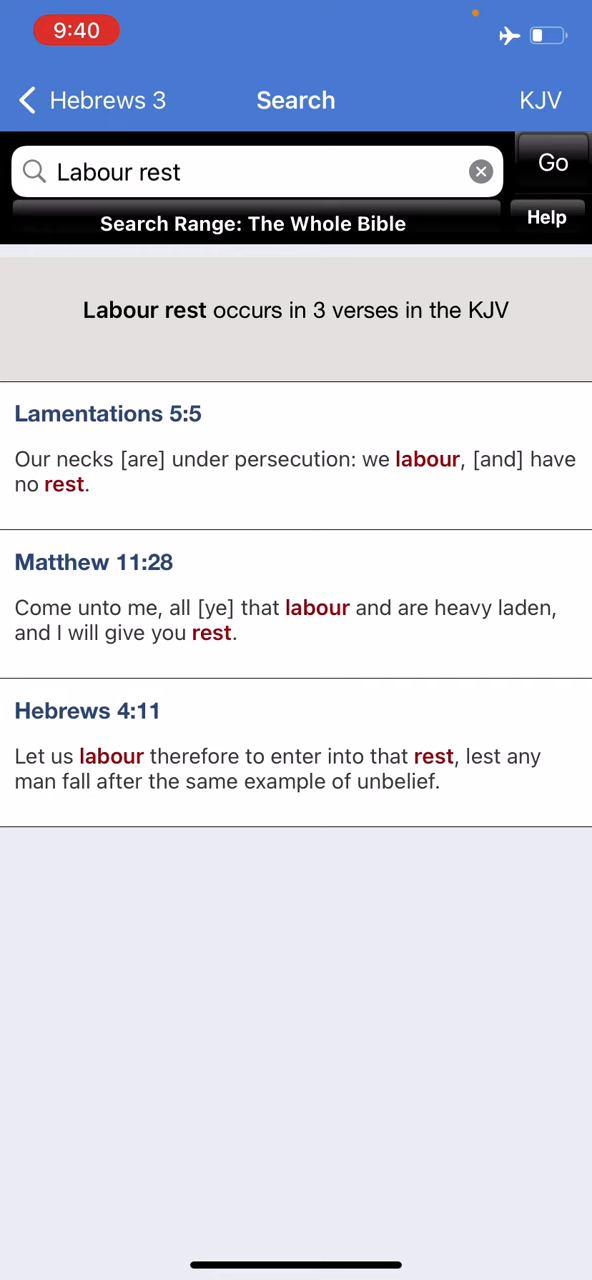 9:40
Hebrews 3
Search
KJV
Labour rest
Go
Search Range: The Whole Bible
Help
Labour rest occurs in 3 verses in the KJV
Lamentations 5:5
Our necks [are] under persecution: we labour, [and] have
no rest.
Matthew 11:28
Come unto me, all [ye] that labour and are heavy laden,
and I will give you rest.
Hebrews 4:11
Let us labour therefore to enter into that rest, lest any
man fall after the same example of unbelief.